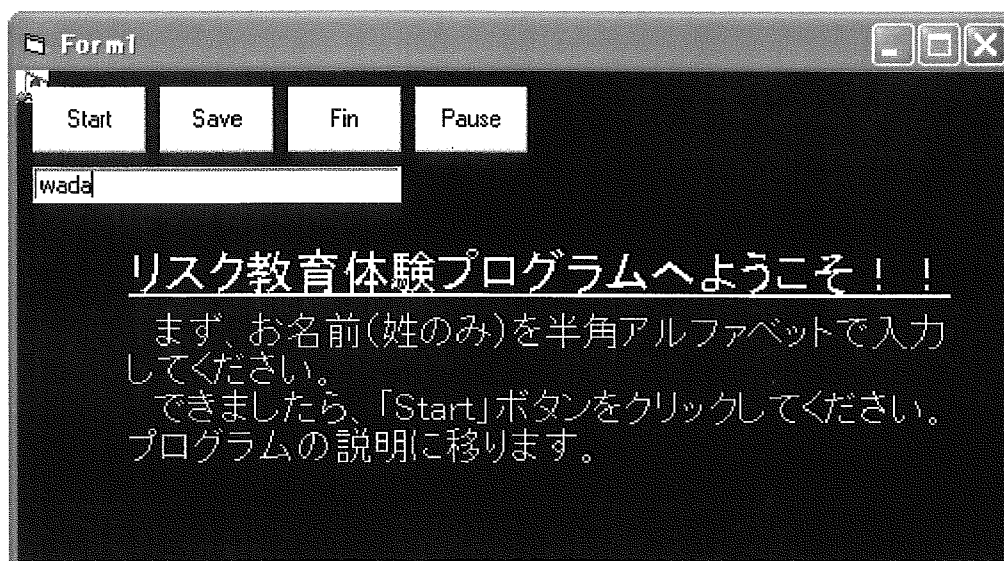 Form1
Start Save Fin Pause
wada
リスク教育体験プログラムへようこそ！！
まず、お名前(姓のみ)を半角アルファベットで入力
してください。
できましたら、「Start」ボタンをクリックしてください。
プログラムの説明に移ります。